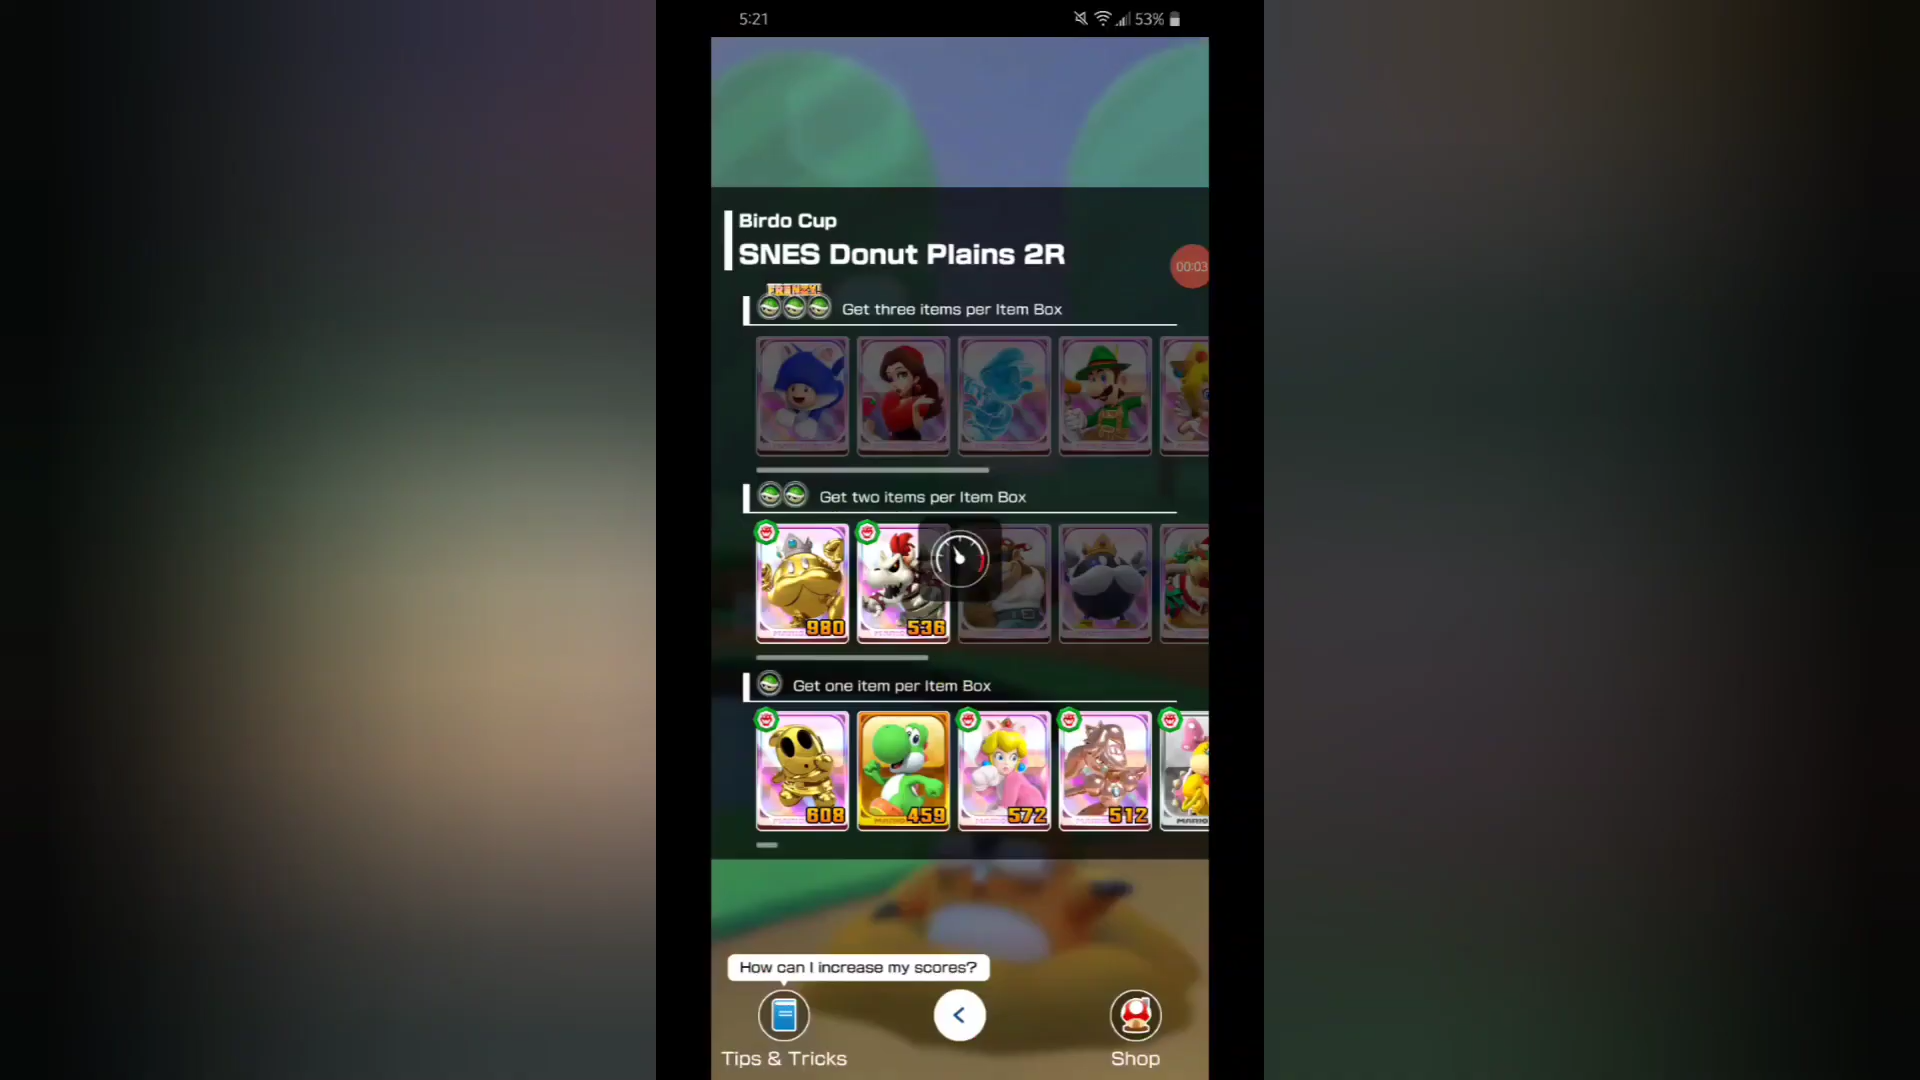 5:21
53%
Birdo Cup
SNES Donut Plains 2R
00:03
FRENZY!
Get three items per Item Box
Get two items per Item Box
980
536
Get one item per Item Box
608
459
572
512
How can I increase my scores?
Tips & Tricks
Shop